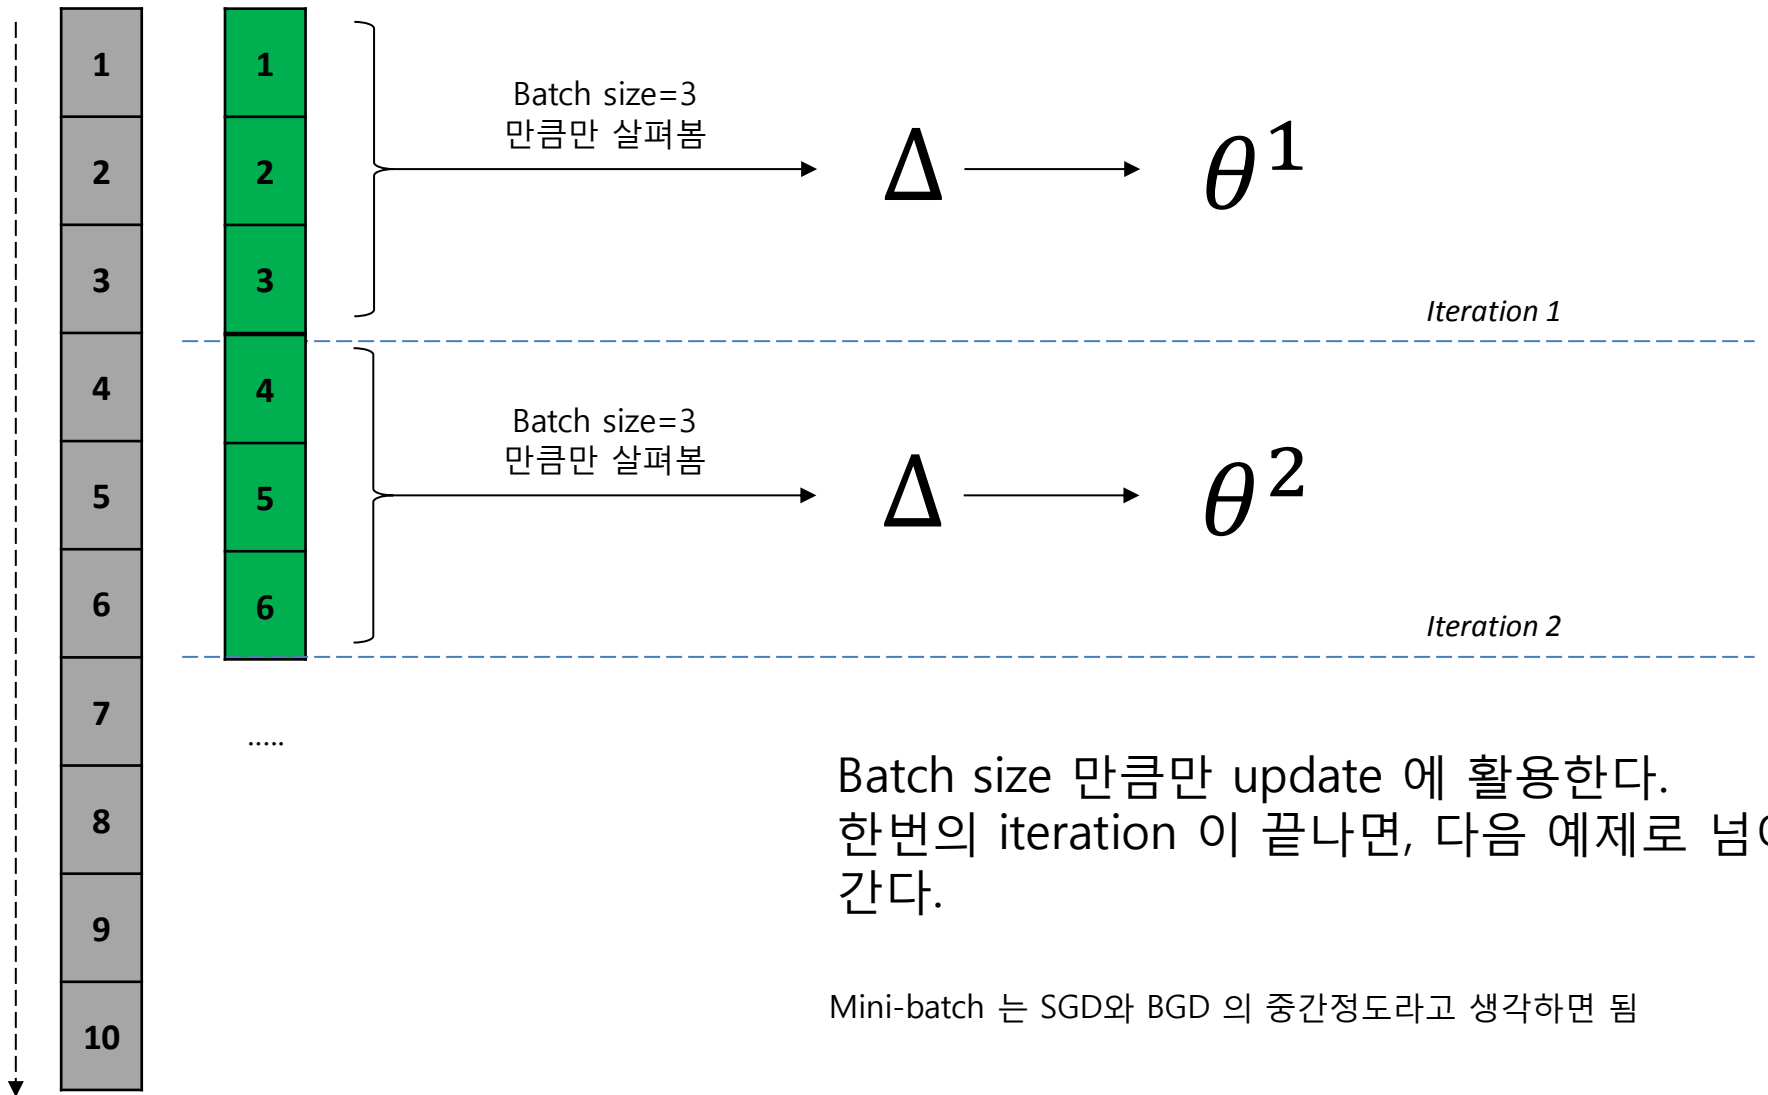 1
2
3
4
5
6
7
8
9
10
1
2
3
4
5
6
.....
Batch size=3
만큼만 살펴봄
Δ
θ¹
Iteration 1
Batch size=3
만큼만 살펴봄
Δ
θ²
Iteration 2
Batch size 만큼만 update 에 활용한다.
한번의 iteration 이 끝나면, 다음 예제로 넘어
간다.
Mini-batch 는 SGD와 BGD 의 중간정도라고 생각하면 됨